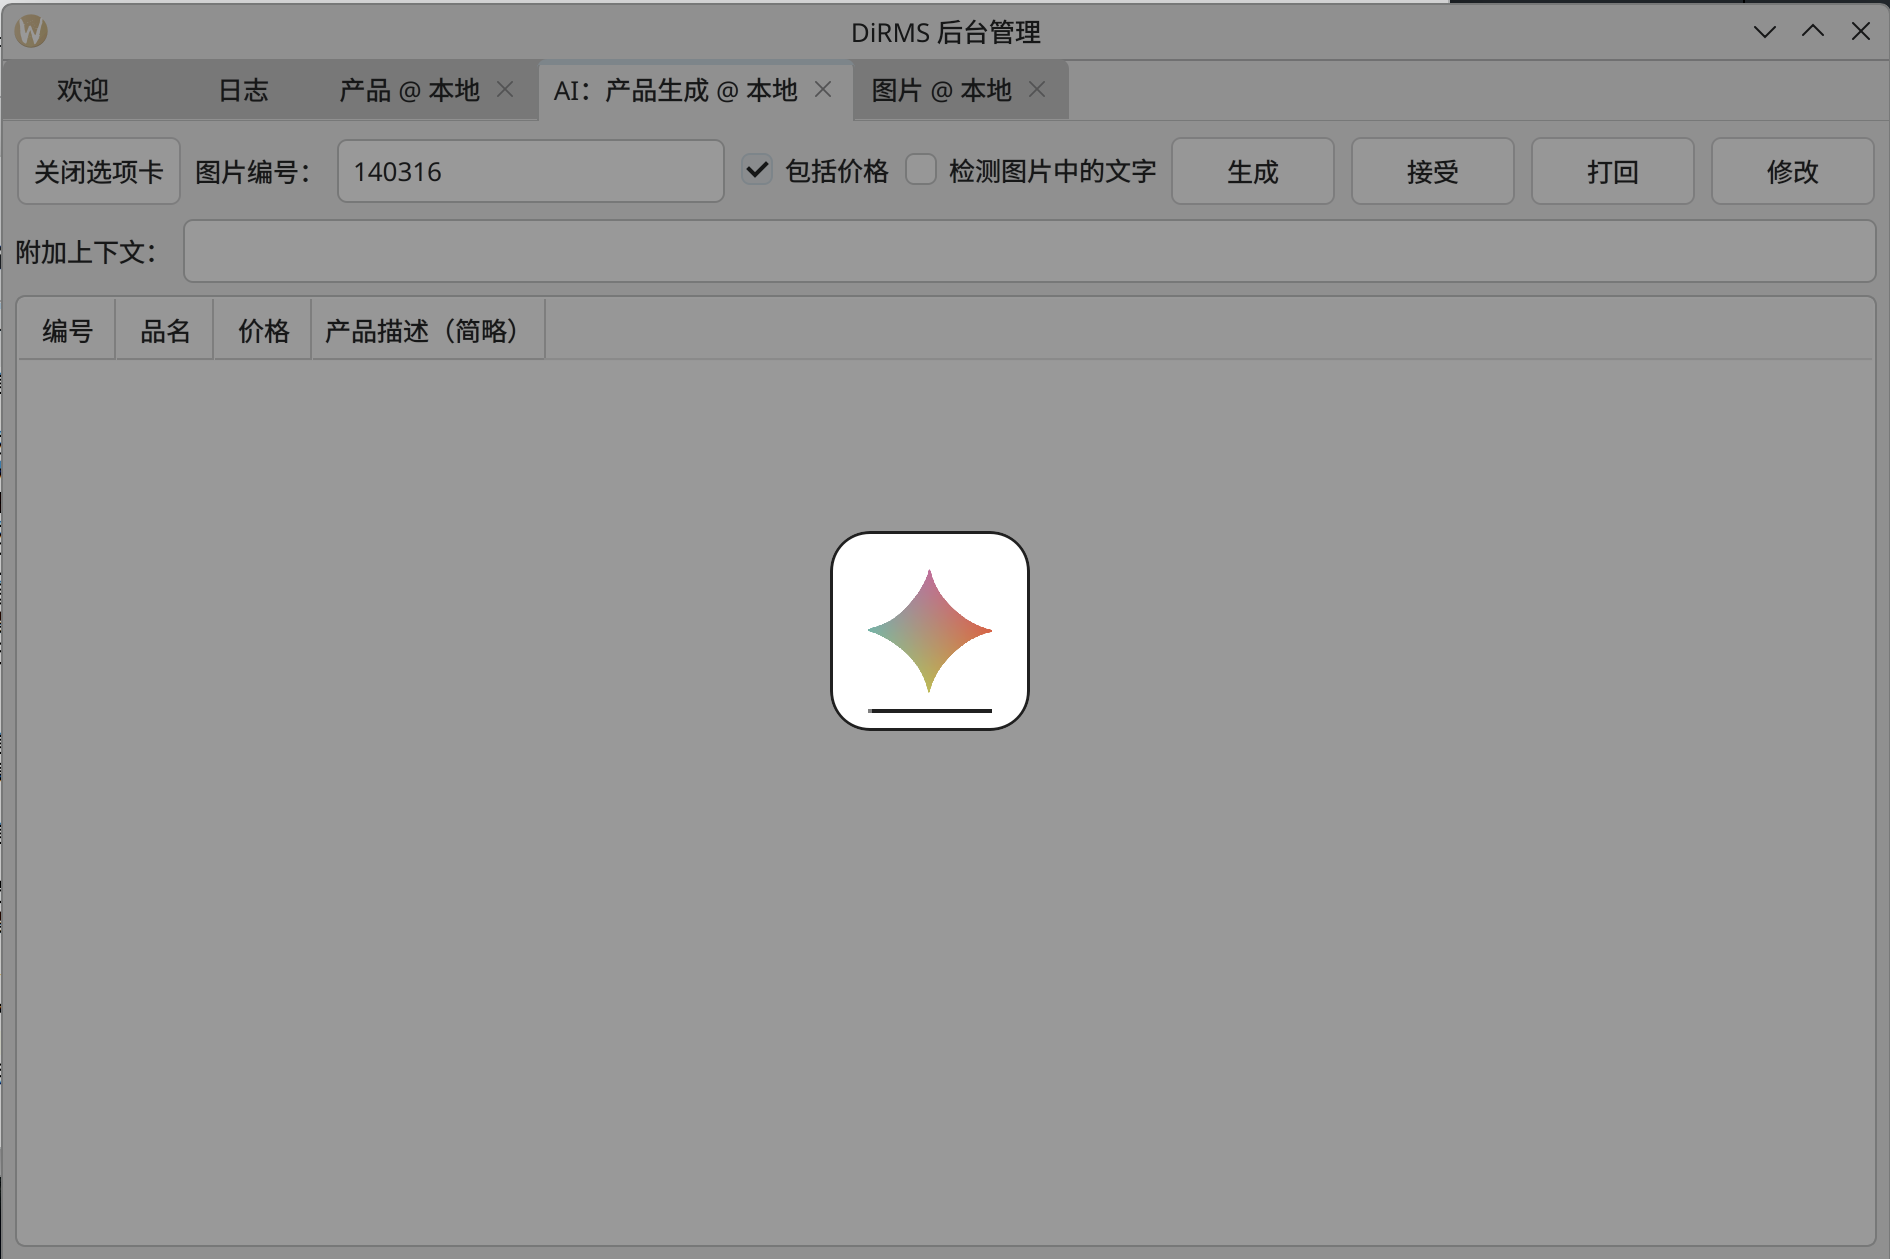 DiRMS 后台管理
欢迎 日志 产品 @ 本地 AI：产品生成 @ 本地 图片 @ 本地
关闭选项卡 图片编号： 140316 包括价格 检测图片中的文字 生成 接受 打回 修改
附加上下文：
编号 品名 价格 产品描述（简略）